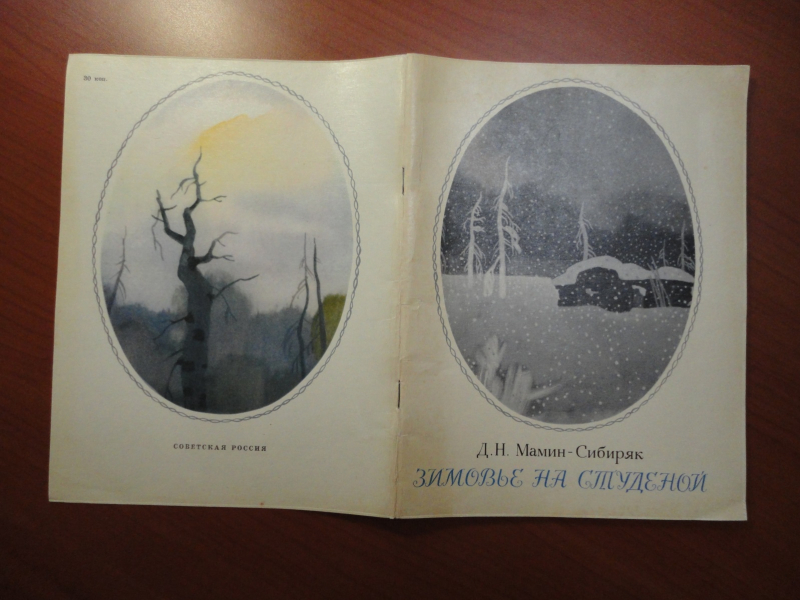 30 коп.
СОВЕТСКАЯ РОССИЯ
Д.Н. Мамин-Сибиряк
ЗИМОВЬЕ НА СТУДЕНОЙ